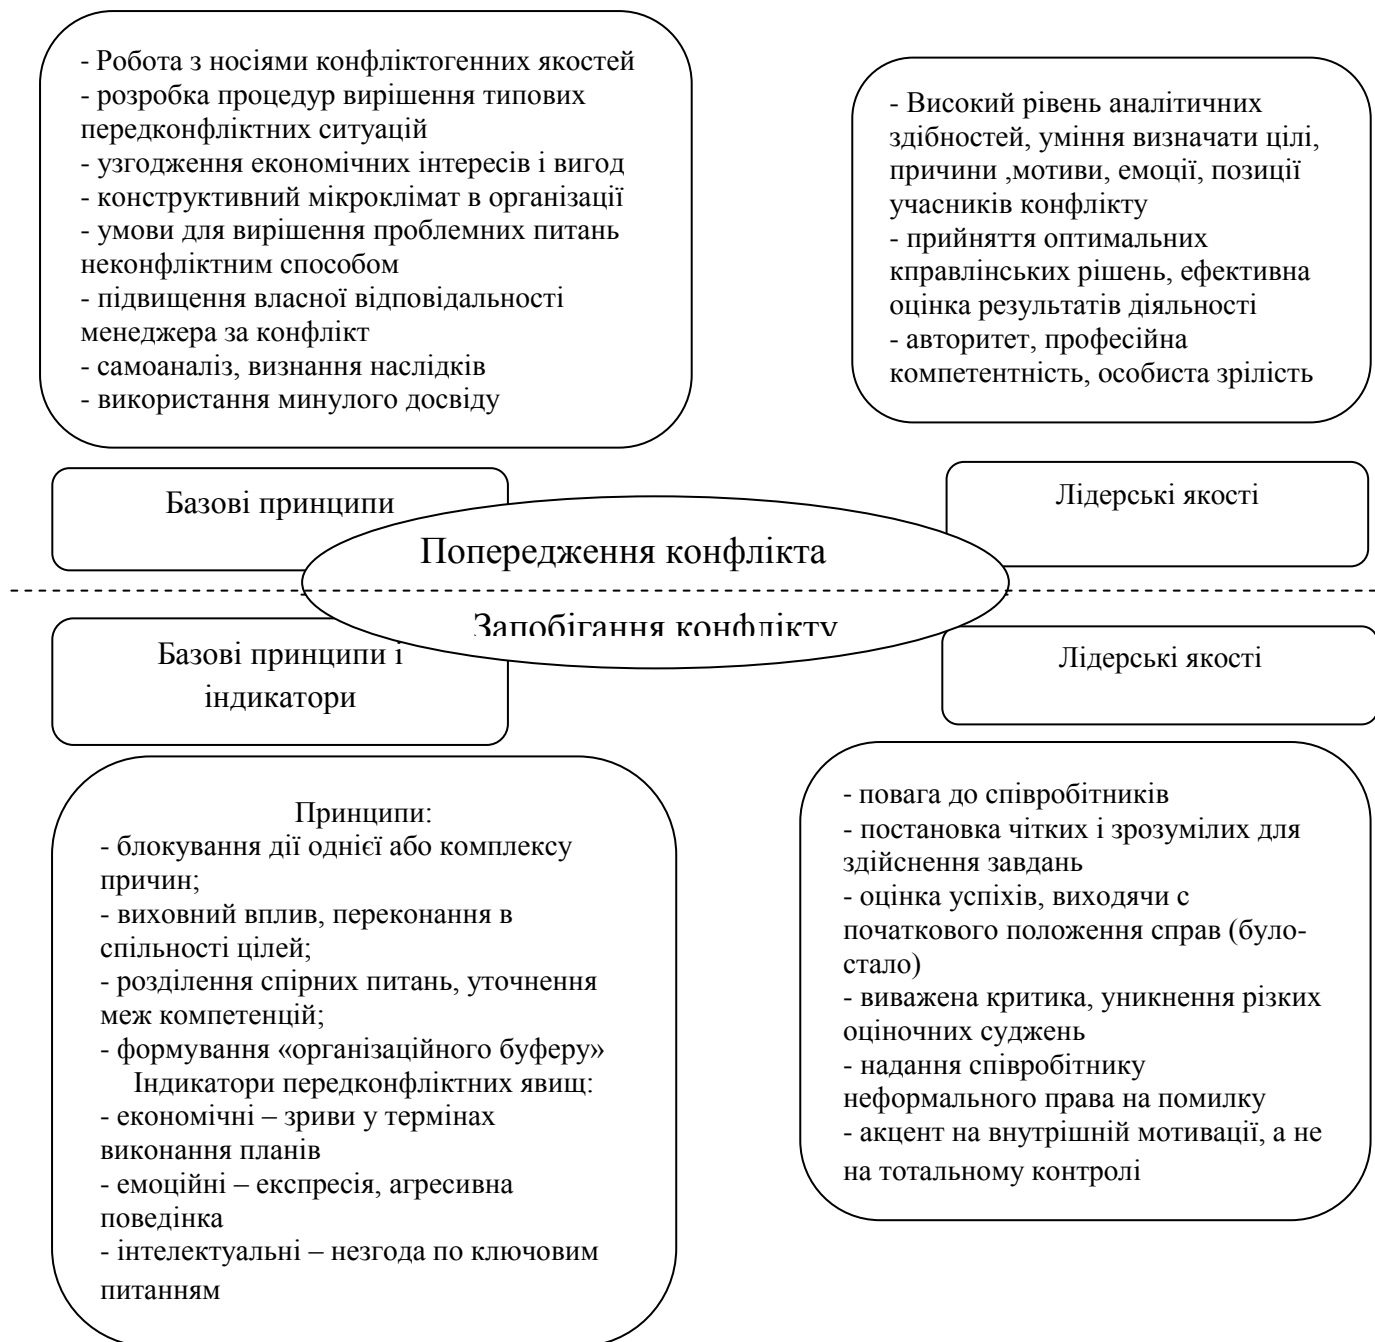 - Робота з носіями конфліктогенних якостей
- розробка процедур вирішення типових
передконфліктних ситуацій
- узгодження економічних інтересів і вигод
- конструктивний мікроклімат в організації
- умови для вирішення проблемних питань
неконфліктним способом
- підвищення власної відповідальності
менеджера за конфлікт
- самоаналіз, визнання наслідків
- використання минулого досвіду
- Високий рівень аналітичних
здібностей, уміння визначати цілі,
причини ,мотиви, емоції, позиції
учасників конфлікту
- прийняття оптимальних
кправлінських рішень, ефективна
оцінка результатів діяльності
- авторитет, професійна
компетентність, особиста зрілість
Базові принципи
Лідерські якості
Попередження конфлікта
Запобігання конфлікту
Базові принципи і
індикатори
Лідерські якості
Принципи:
- блокування дії однієї або комплексу
причин;
- виховний вплив, переконання в
спільності цілей;
- розділення спірних питань, уточнення
меж компетенцій;
- формування «організаційного буферу»
Індикатори передконфліктних явищ:
- економічні – зриви у термінах
виконання планів
- емоційні – експресія, агресивна
поведінка
- інтелектуальні – незгода по ключовим
питанням
- повага до співробітників
- постановка чітких і зрозумілих для
здійснення завдань
- оцінка успіхів, виходячи с
початкового положення справ (було-
стало)
- виважена критика, уникнення різких
оціночних суджень
- надання співробітнику
неформального права на помилку
- акцент на внутрішній мотивації, а не
на тотальному контролі